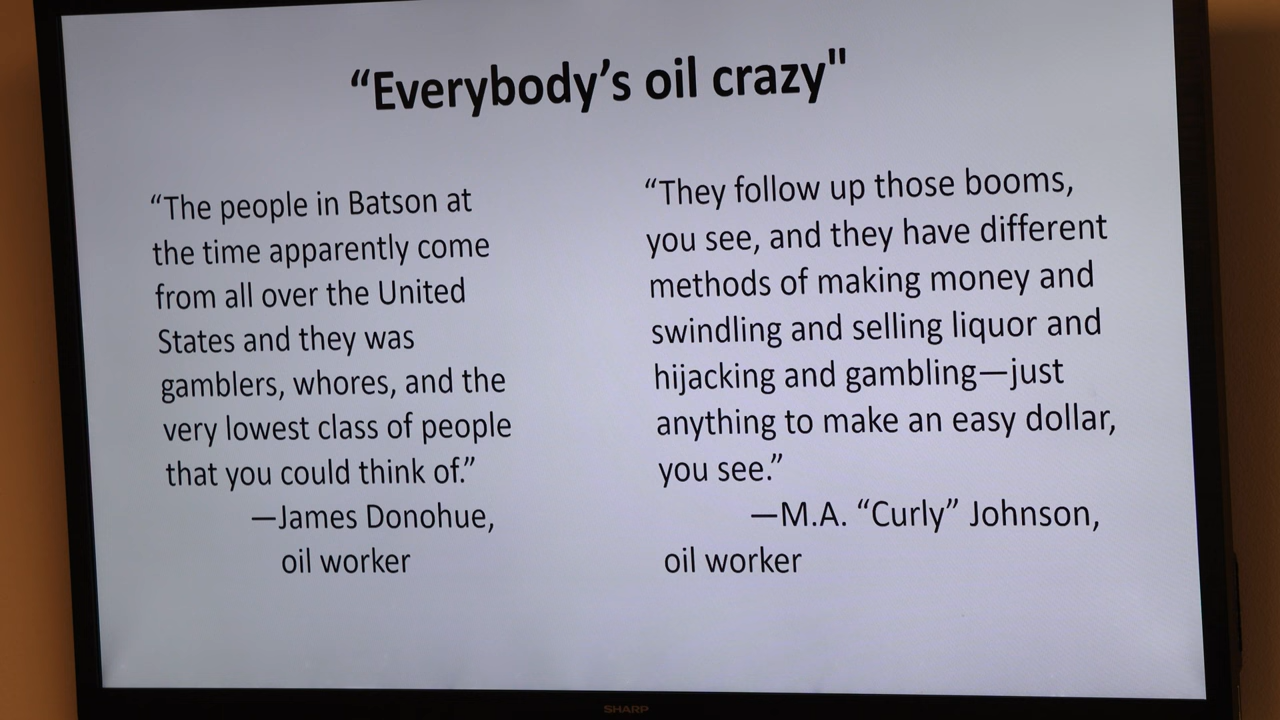 “Everybody’s oil crazy"
“The people in Batson at
the time apparently come
from all over the United
States and they was
gamblers, whores, and the
very lowest class of people
that you could think of.”
—James Donohue,
oil worker
“They follow up those booms,
you see, and they have different
methods of making money and
swindling and selling liquor and
hijacking and gambling—just
anything to make an easy dollar,
you see.”
—M.A. “Curly” Johnson,
oil worker
SHARP